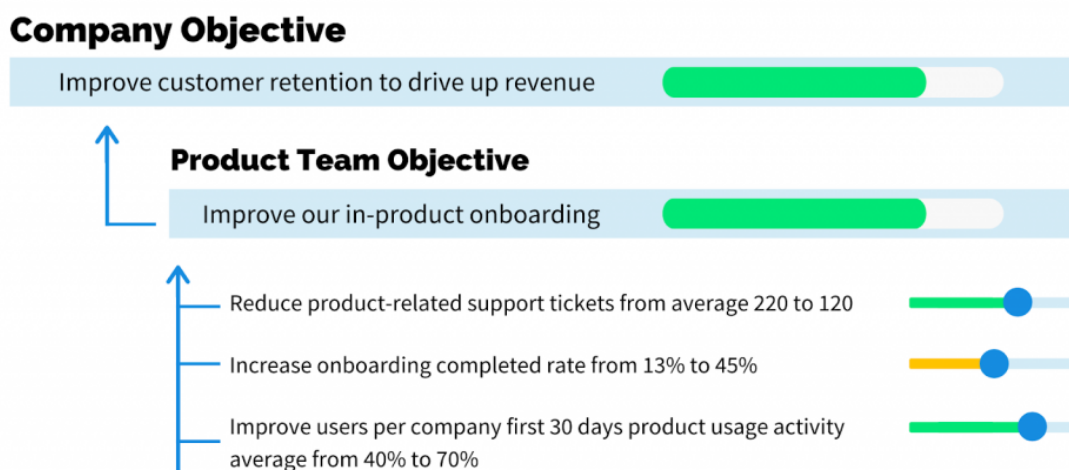 Company Objective
Improve customer retention to drive up revenue
Product Team Objective
Improve our in-product onboarding
Reduce product-related support tickets from average 220 to 120
Increase onboarding completed rate from 13% to 45%
Improve users per company first 30 days product usage activity
average from 40% to 70%